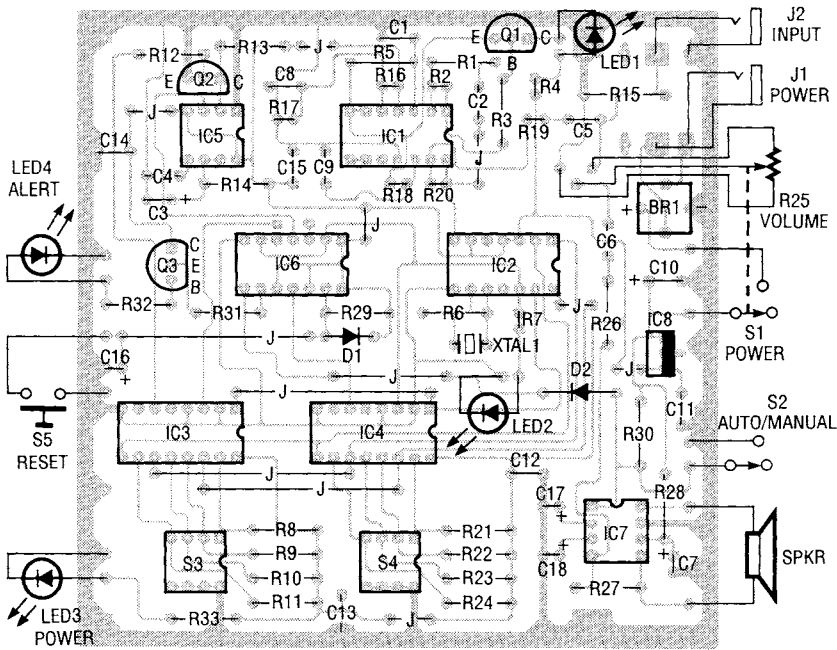 J2
INPUT
J1
POWER
R25
VOLUME
S1
POWER
S2
AUTO/MANUAL
SPKR
LED4
ALERT
S5
RESET
LED3
POWER
C1
E Q1 C
B
LED1
R12
R13
J
R5
R1
E Q2 C
C8
R16
R2
C2
R4
R15
J
B
R17
R3
IC5
IC1
R19
C5
C14
J
C4
R14
C15
C9
R18
R20
C3 +
+ BR1 -
J
C
Q3 E
B
IC6
IC2
C6
+ C10
R32
R31
R29
R6
R7
J
R26
IC8
J
D1
XTAL1
C16
+
J
D2
J
C11
J
J
LED2
R30
IC3
IC4
J
C12
R28
J
C17
+
IC7
+
R8
R21
S3
R9
S4
R22
C18
+
C7
R10
R23
R27
R11
R24
R33
C13